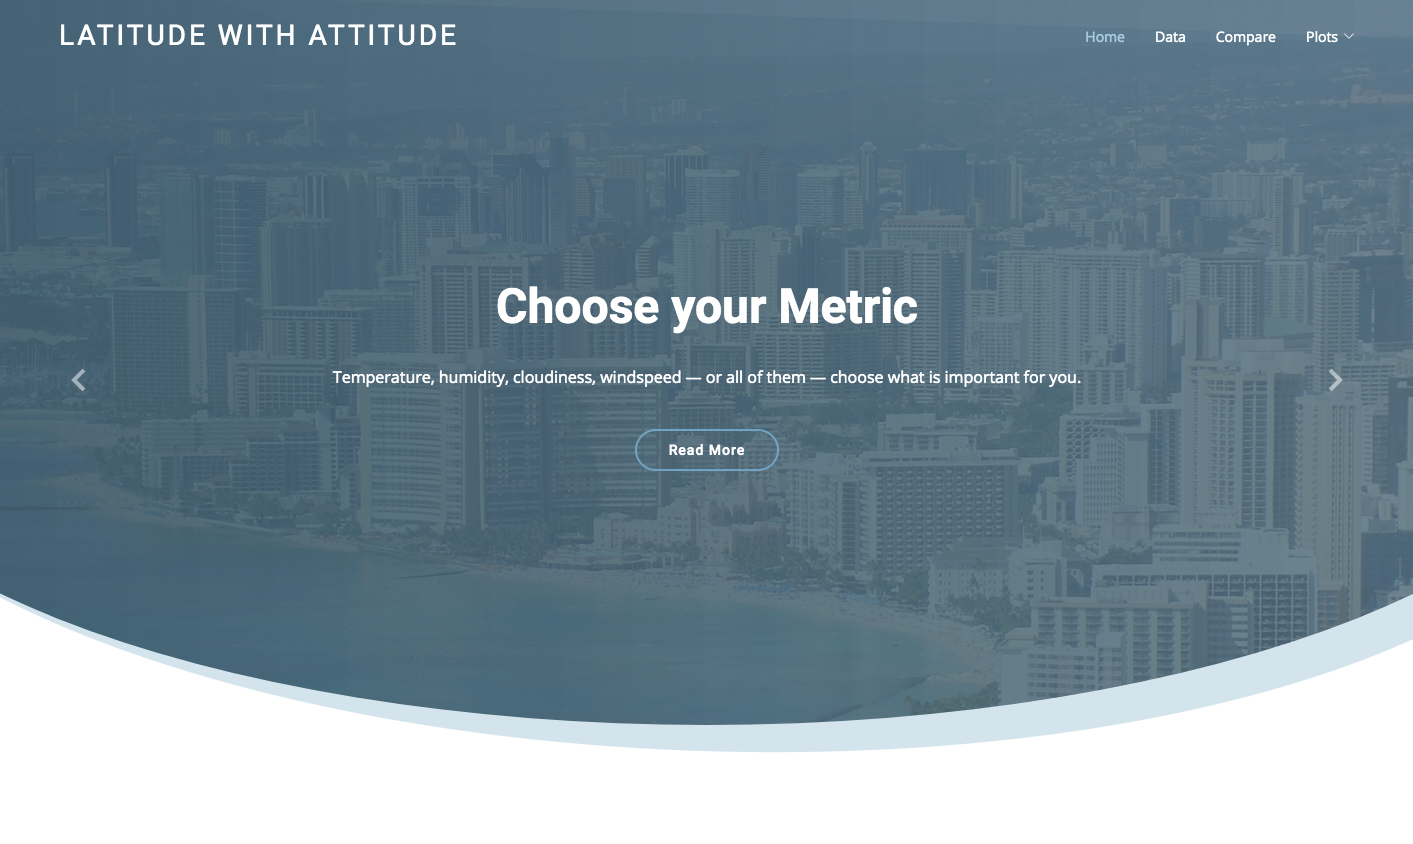 LATITUDE WITH ATTITUDE
Home Data Compare Plots
Choose your Metric
Temperature, humidity, cloudiness, windspeed — or all of them — choose what is important for you.
Read More